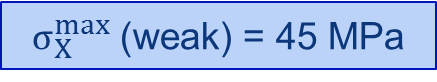 σ_X^max (weak) = 45 MPa